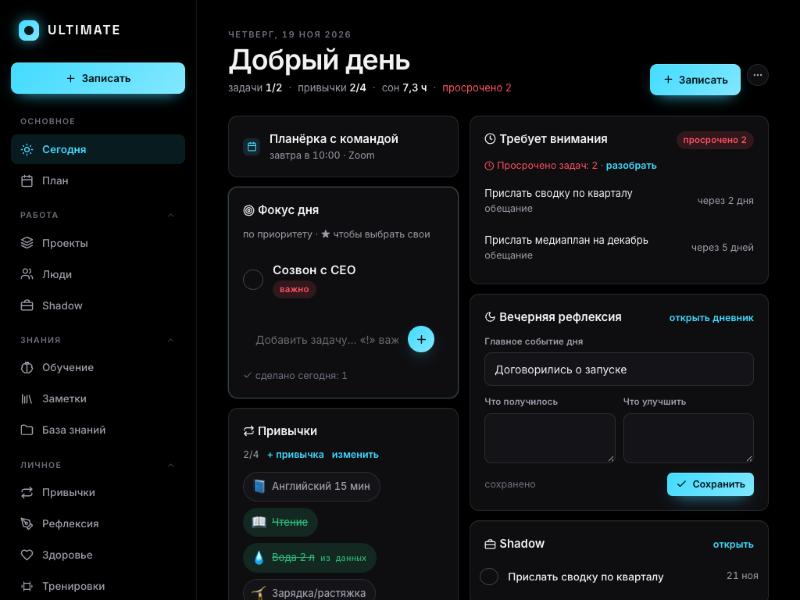 ULTIMATE
+ Записать
ОСНОВНОЕ
Сегодня
План
РАБОТА
Проекты
Люди
Shadow
ЗНАНИЯ
Обучение
Заметки
База знаний
ЛИЧНОЕ
Привычки
Рефлексия
Здоровье
Тренировки
ЧЕТВЕРГ, 19 НОЯ 2026
Добрый день
задачи 1/2 · привычки 2/4 · сон 7,3 ч · просрочено 2
+ Записать
Планёрка с командой
завтра в 10:00 · Zoom
Фокус дня
по приоритету · ★ чтобы выбрать свои
Созвон с CEO
важно
Добавить задачу... «!» важ
✓ сделано сегодня: 1
Привычки
2/4 + привычка изменить
Английский 15 мин
Чтение
Вода 2 л из данных
Зарядка/растяжка
Требует внимания
просрочено 2
Просрочено задач: 2 · разобрать
Прислать сводку по кварталу
обещание
через 2 дня
Прислать медиаплан на декабрь
обещание
через 5 дней
Вечерняя рефлексия
открыть дневник
Главное событие дня
Договорились о запуске
Что получилось
Что улучшить
сохранено
✓ Сохранить
Shadow
открыть
Прислать сводку по кварталу
21 ноя